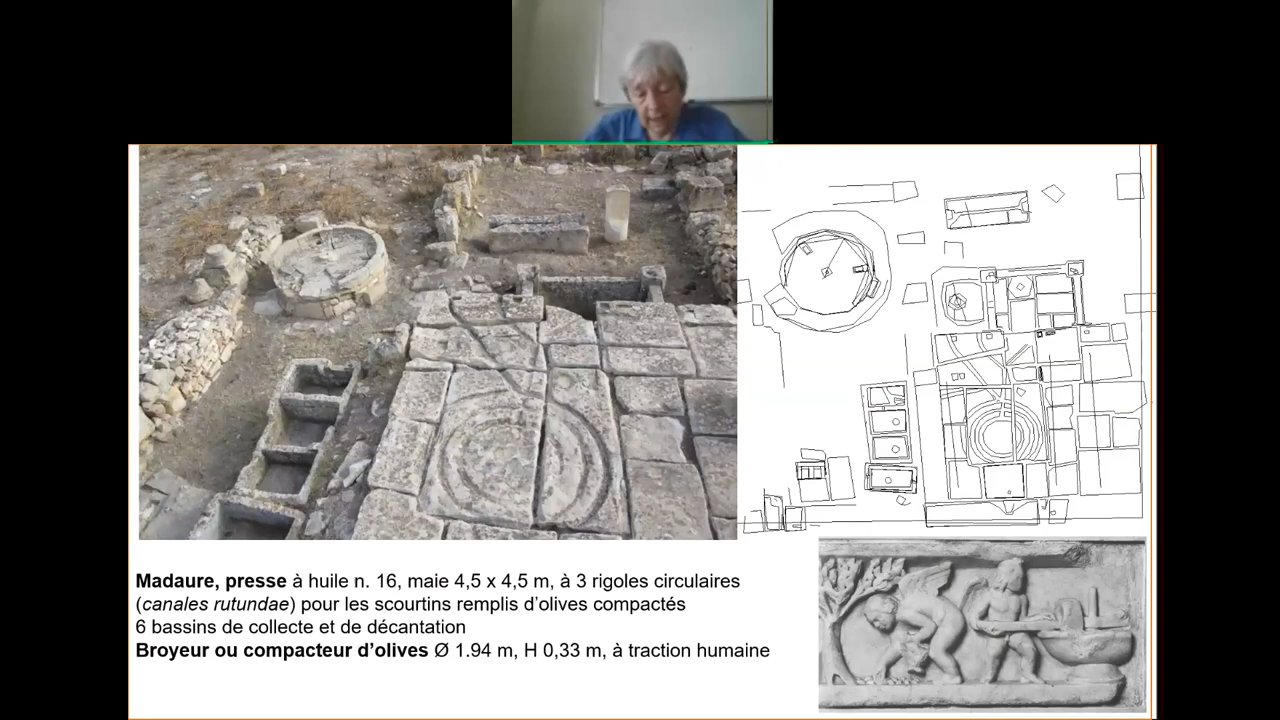 Madaure, presse à huile n. 16, maie 4,5 x 4,5 m, à 3 rigoles circulaires
(canales rutundae) pour les scourtins remplis d’olives compactés
6 bassins de collecte et de décantation
Broyeur ou compacteur d’olives Ø 1.94 m, H 0,33 m, à traction humaine